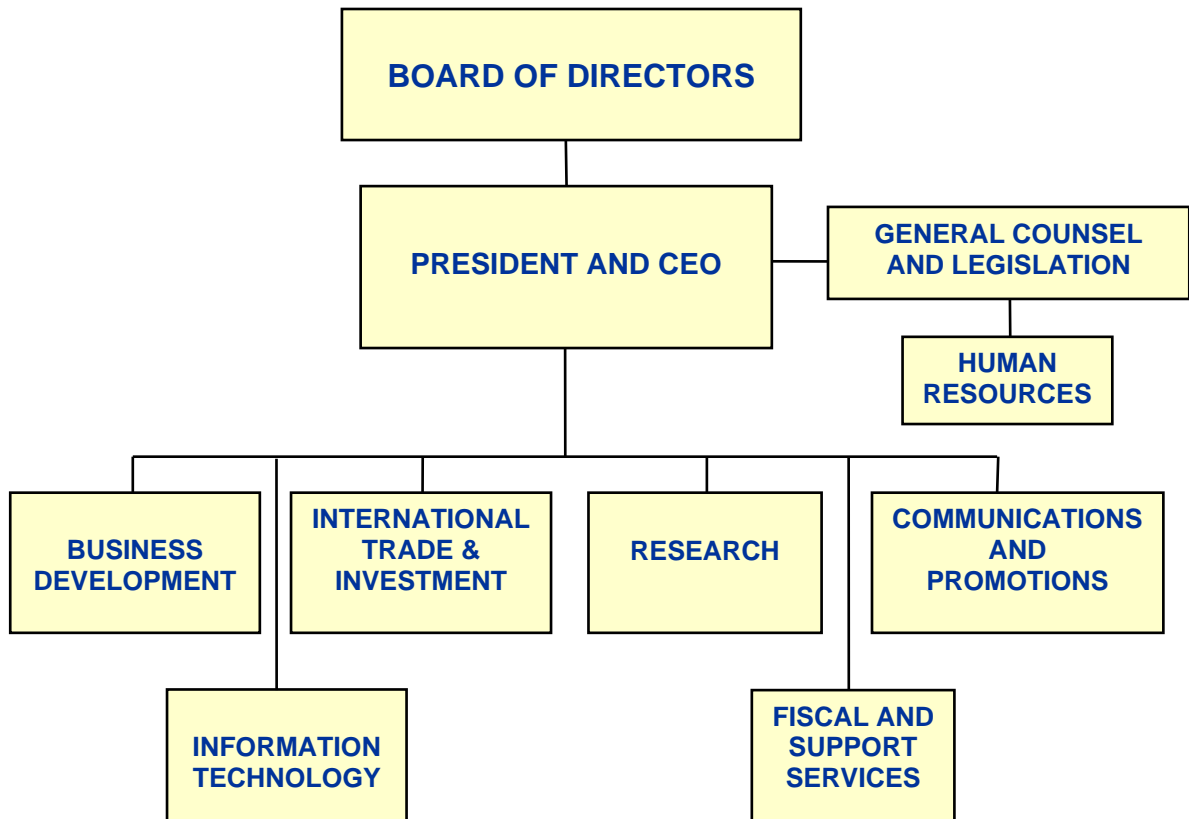 BOARD OF DIRECTORS
PRESIDENT AND CEO
GENERAL COUNSEL
AND LEGISLATION
HUMAN
RESOURCES
BUSINESS
DEVELOPMENT
INTERNATIONAL
TRADE &
INVESTMENT
RESEARCH
COMMUNICATIONS
AND
PROMOTIONS
INFORMATION
TECHNOLOGY
FISCAL AND
SUPPORT
SERVICES